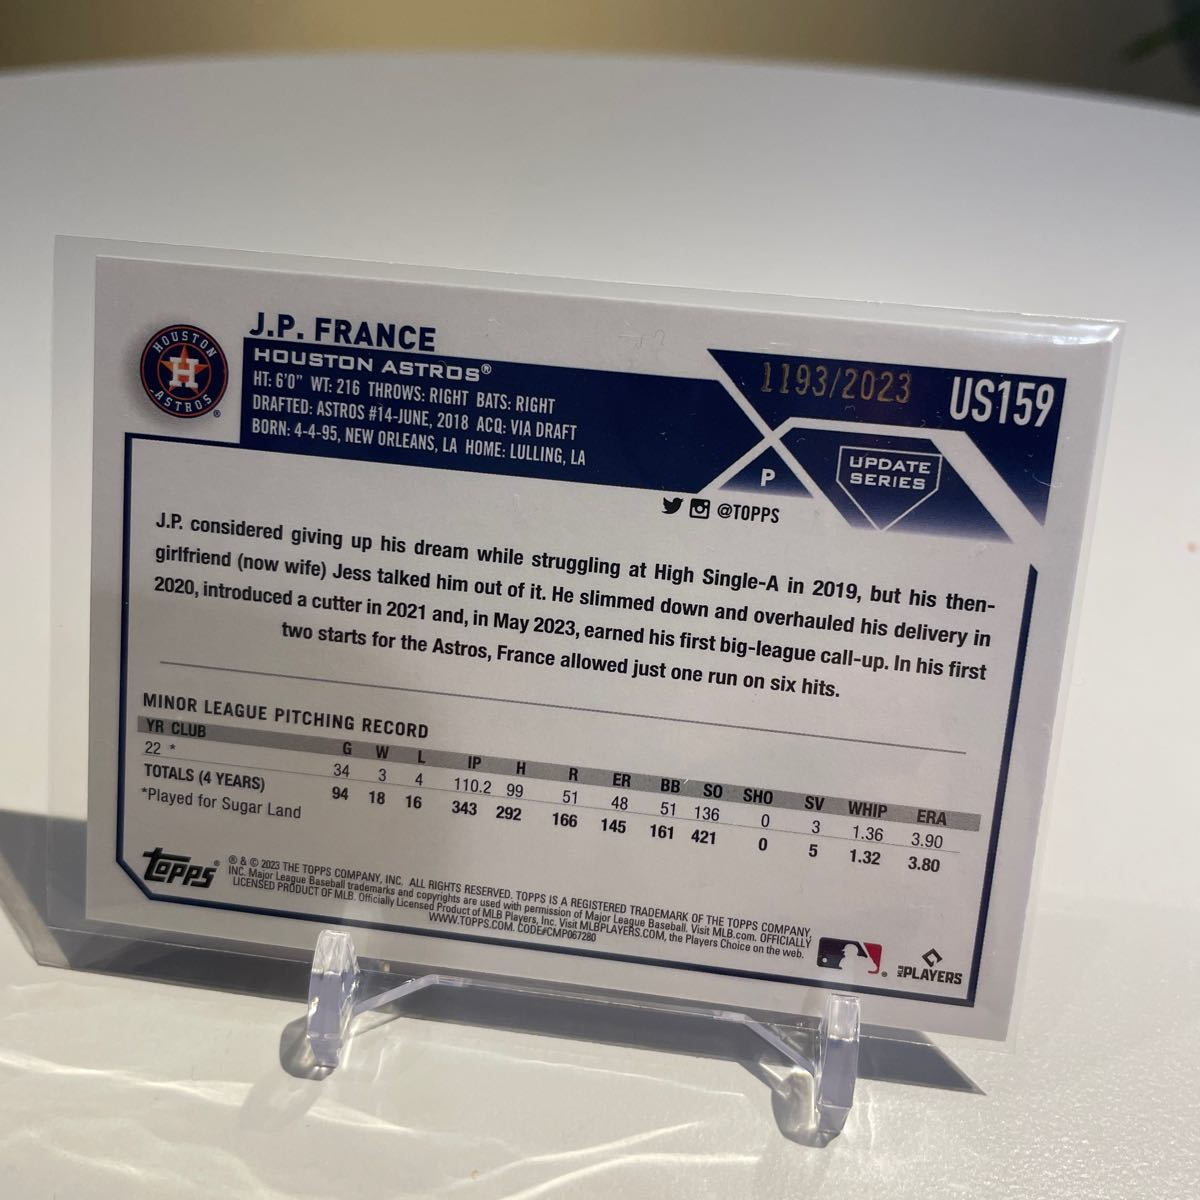 HOUSTON
H
ASTROS
®
J.P. FRANCE
HOUSTON ASTROS®
HT: 6'0" WT: 216 THROWS: RIGHT BATS: RIGHT
DRAFTED: ASTROS #14-JUNE, 2018 ACQ: VIA DRAFT
BORN: 4-4-95, NEW ORLEANS, LA HOME: LULLING, LA
1193/2023
US159
P
UPDATE
SERIES
@TOPPS
J.P. considered giving up his dream while struggling at High Single-A in 2019, but his then-
girlfriend (now wife) Jess talked him out of it. He slimmed down and overhauled his delivery in
2020, introduced a cutter in 2021 and, in May 2023, earned his first big-league call-up. In his first
two starts for the Astros, France allowed just one run on six hits.
MINOR LEAGUE PITCHING RECORD
YR CLUB G W L IP H R ER BB SO SHO SV WHIP ERA
22 * 34 3 4 110.2 99 51 48 51 136 0 3 1.36 3.90
TOTALS (4 YEARS) 94 18 16 343 292 166 145 161 421 0 5 1.32 3.80
*Played for Sugar Land
topps®
® & © 2023 THE TOPPS COMPANY, INC. ALL RIGHTS RESERVED. TOPPS IS A REGISTERED TRADEMARK OF THE TOPPS COMPANY,
INC. Major League Baseball trademarks and copyrights are used with permission of Major League Baseball. Visit MLB.com. OFFICIALLY
LICENSED PRODUCT OF MLB. Officially Licensed Product of MLB Players, Inc. Visit MLBPLAYERS.COM, the Players Choice on the web.
WWW.TOPPS.COM. CODE#CMP067280
®
MLB PLAYERS